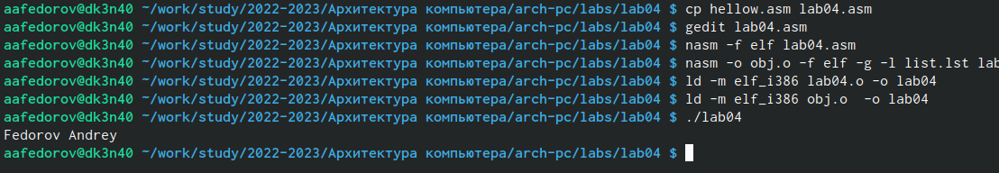 aafedorov@dk3n40 ~/work/study/2022-2023/Архитектура компьютера/arch-pc/labs/lab04 $ cp hellow.asm lab04.asm
aafedorov@dk3n40 ~/work/study/2022-2023/Архитектура компьютера/arch-pc/labs/lab04 $ gedit lab04.asm
aafedorov@dk3n40 ~/work/study/2022-2023/Архитектура компьютера/arch-pc/labs/lab04 $ nasm -f elf lab04.asm
aafedorov@dk3n40 ~/work/study/2022-2023/Архитектура компьютера/arch-pc/labs/lab04 $ nasm -o obj.o -f elf -g -l list.lst lab
aafedorov@dk3n40 ~/work/study/2022-2023/Архитектура компьютера/arch-pc/labs/lab04 $ ld -m elf_i386 lab04.o -o lab04
aafedorov@dk3n40 ~/work/study/2022-2023/Архитектура компьютера/arch-pc/labs/lab04 $ ld -m elf_i386 obj.o  -o lab04
aafedorov@dk3n40 ~/work/study/2022-2023/Архитектура компьютера/arch-pc/labs/lab04 $ ./lab04
Fedorov Andrey
aafedorov@dk3n40 ~/work/study/2022-2023/Архитектура компьютера/arch-pc/labs/lab04 $